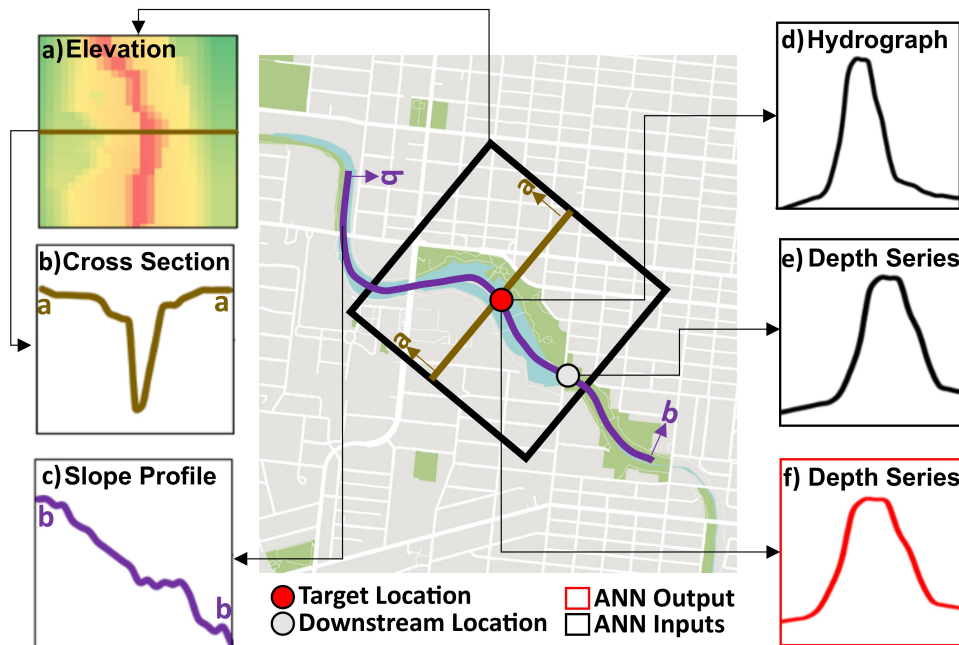 a) Elevation
b) Cross Section
a a
c) Slope Profile
b
b
b
a
a
b
d) Hydrograph
e) Depth Series
f) Depth Series
Target Location
Downstream Location
ANN Output
ANN Inputs